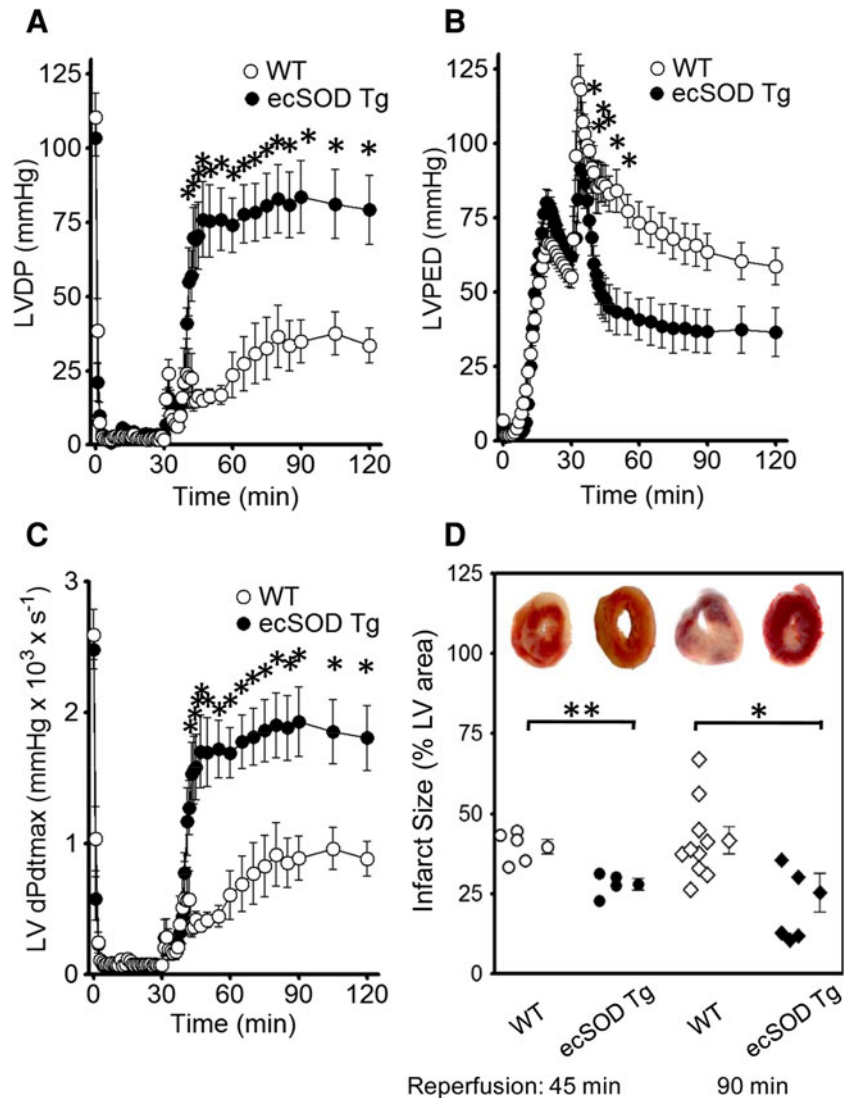 A
B
125
WT
ecSOD Tg
100
75
50
25
0
LVDP (mmHg)
* * * * * * * * * * * *
0 30 60 90 120
Time (min)
125
WT
ecSOD Tg
100
75
50
25
0
LVPED (mmHg)
* * * * * *
0 30 60 90 120
Time (min)
C
D
3
WT
ecSOD Tg
2
1
0
LV dPdtmax (mmHg x 10³ x s⁻¹)
* * * * * * * * * * * *
0 30 60 90 120
Time (min)
125
100
75
50
25
0
Infarct Size (% LV area)
**
*
WT
ecSOD Tg
WT
ecSOD Tg
Reperfusion: 45 min 90 min